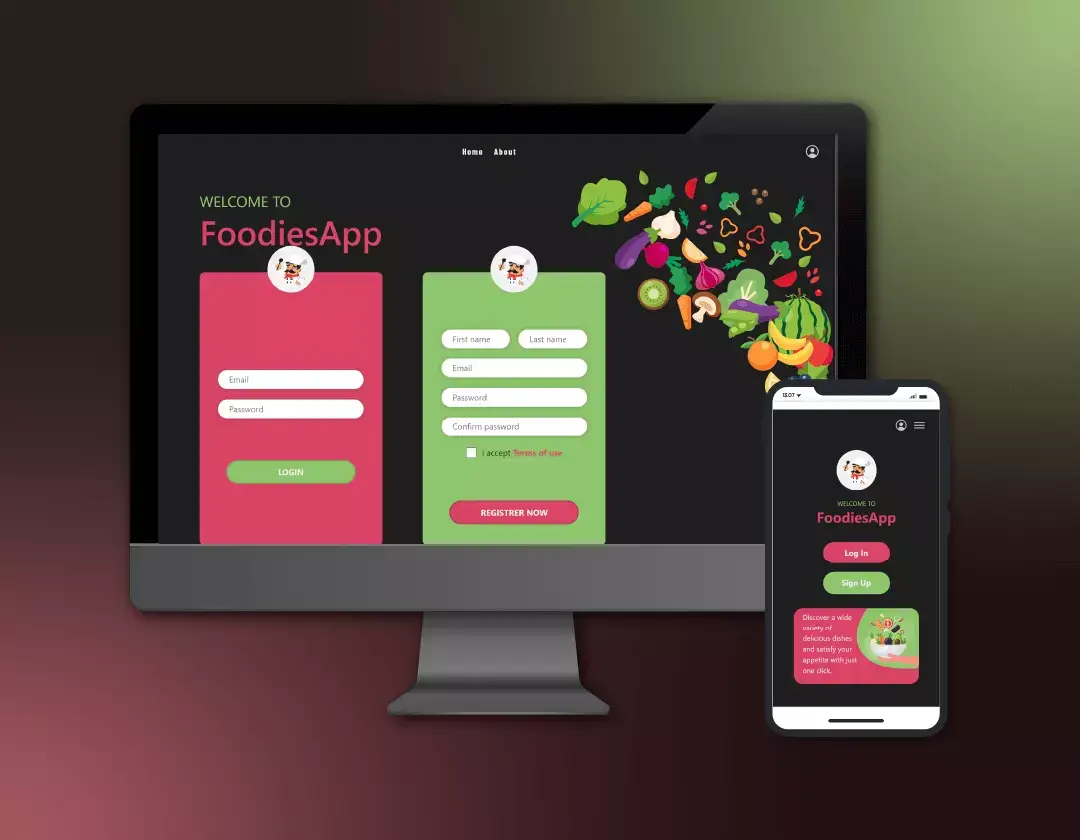 Home About
WELCOME TO
FoodiesApp
Email
Password
LOGIN
First name Last name
Email
Password
Confirm password
I accept Terms of use
REGISTRER NOW
13.07
WELCOME TO
FoodiesApp
Log In
Sign Up
Discover a wide
variety of
delicious dishes
and satisfy your
appetite with just
one click.